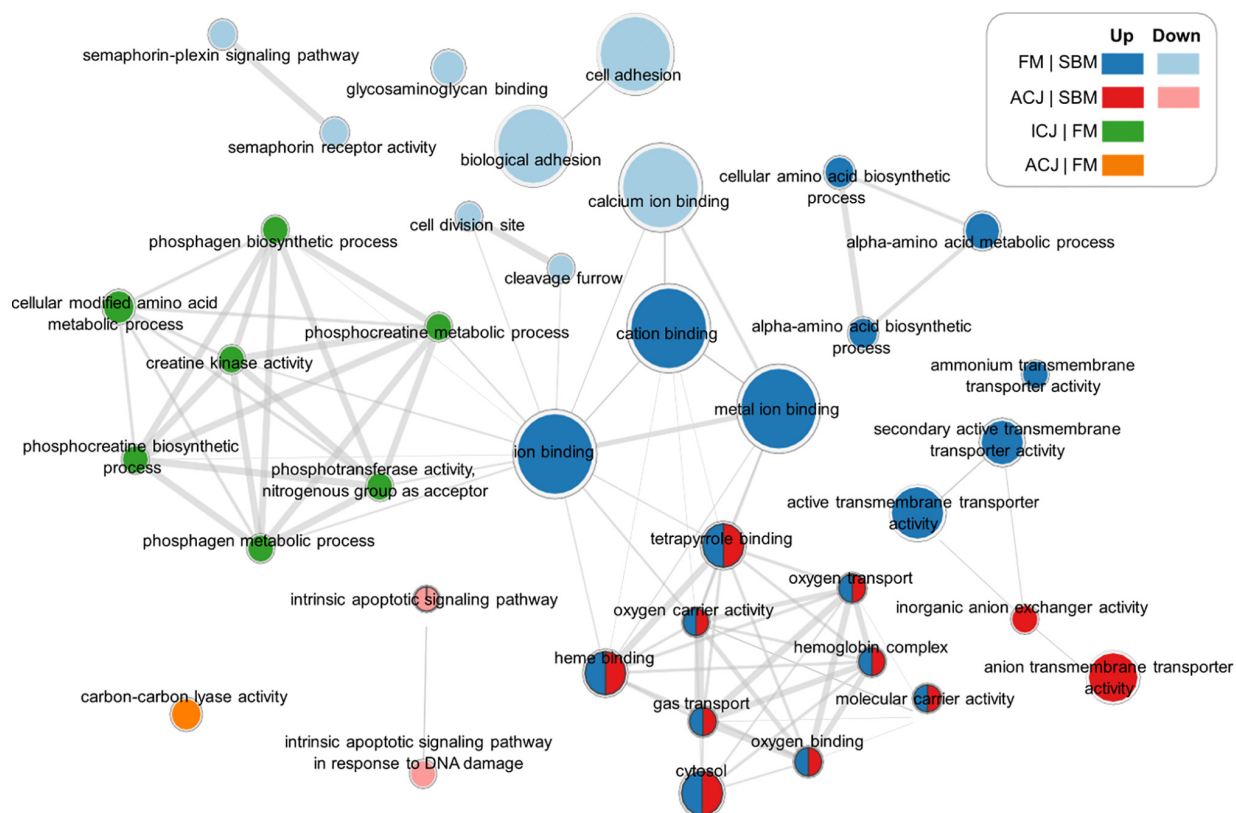 semaphorin-plexin signaling pathway
glycosaminoglycan binding
cell adhesion
semaphorin receptor activity
biological adhesion
Up Down
FM | SBM
ACJ | SBM
ICJ | FM
ACJ | FM
cellular amino acid biosynthetic
process
calcium ion binding
cell division site
alpha-amino acid metabolic process
phosphagen biosynthetic process
cleavage furrow
cellular modified amino acid
metabolic process
phosphocreatine metabolic process
cation binding
alpha-amino acid biosynthetic
process
creatine kinase activity
ammonium transmembrane
transporter activity
metal ion binding
secondary active transmembrane
transporter activity
phosphocreatine biosynthetic
process
ion binding
phosphotransferase activity,
nitrogenous group as acceptor
active transmembrane transporter
activity
phosphagen metabolic process
tetrapyrrole binding
oxygen transport
intrinsic apoptotic signaling pathway
oxygen carrier activity
inorganic anion exchanger activity
hemoglobin complex
heme binding
anion transmembrane transporter
activity
carbon-carbon lyase activity
gas transport
molecular carrier activity
intrinsic apoptotic signaling pathway
in response to DNA damage
oxygen binding
cytosol